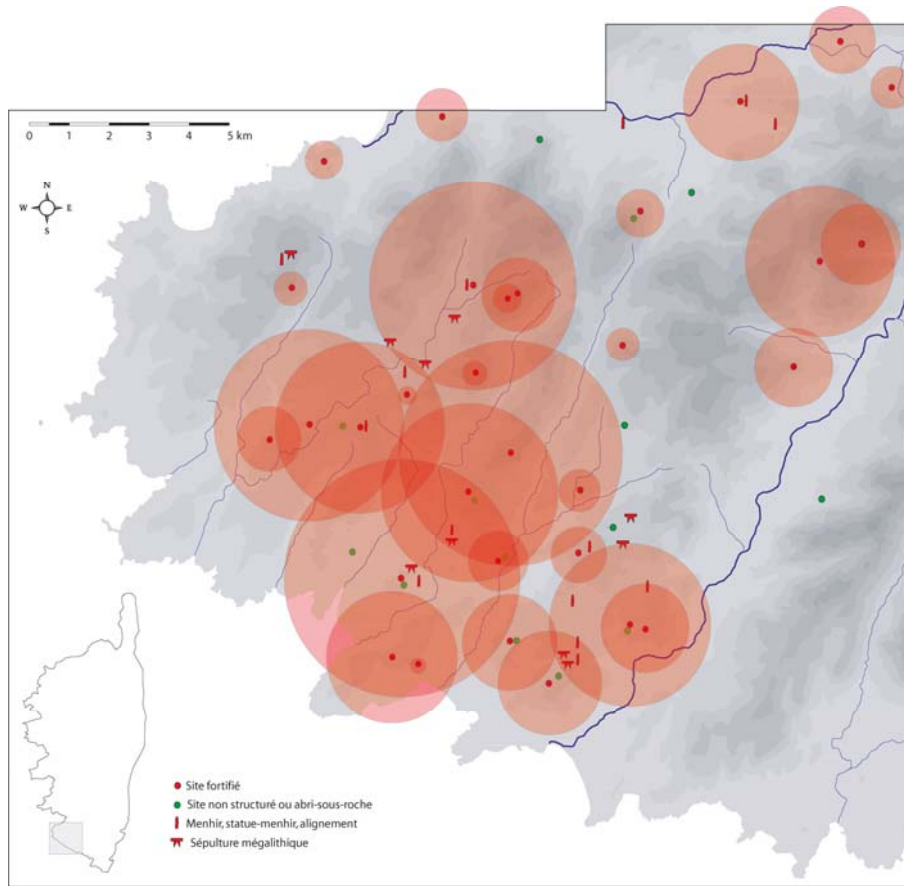 0 1 2 3 4 5 km
N
W E
S
Site fortifié
Site non structuré ou abri-sous-roche
Menhir, statue-menhir, alignement
Sépulture mégalithique